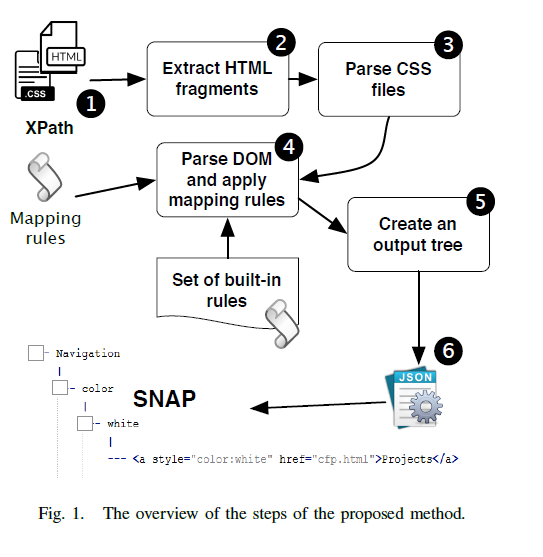 HTML
.CSS
1
XPath
2
Extract HTML
fragments
3
Parse CSS
files
Mapping
rules
4
Parse DOM
and apply
mapping rules
Set of built-in
rules
5
Create an
output tree
6
JSON
SNAP
Navigation
color
white
--- <a style="color:white" href="cfp.html">Projects</a>
Fig. 1. The overview of the steps of the proposed method.